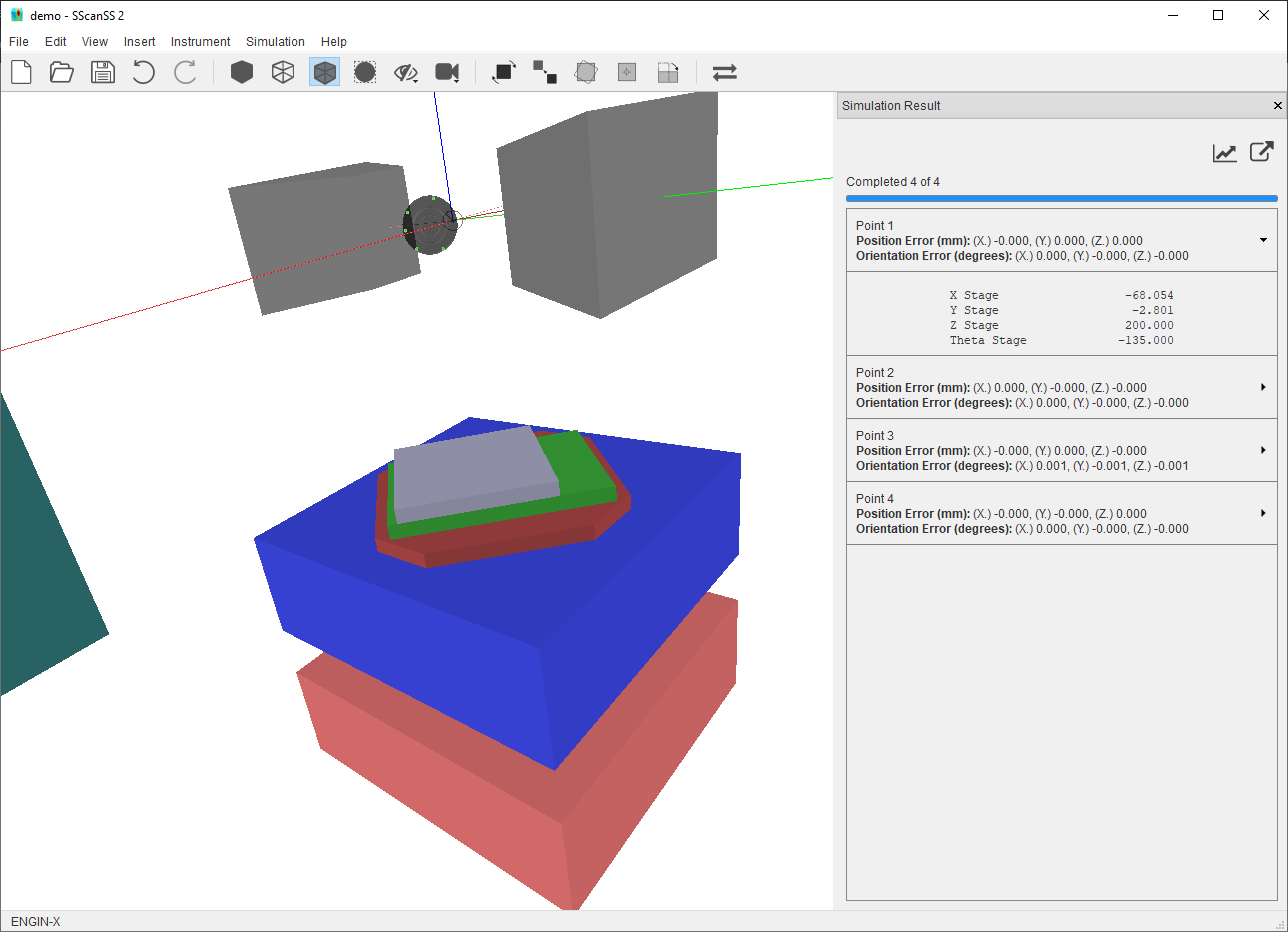 demo - SScanSS 2
File Edit View Insert Instrument Simulation Help
Simulation Result
Completed 4 of 4
Point 1
Position Error (mm): (X.) -0.000, (Y.) 0.000, (Z.) 0.000
Orientation Error (degrees): (X.) 0.000, (Y.) -0.000, (Z.) -0.000
X Stage -68.054
Y Stage -2.801
Z Stage 200.000
Theta Stage -135.000
Point 2
Position Error (mm): (X.) 0.000, (Y.) -0.000, (Z.) -0.000
Orientation Error (degrees): (X.) 0.000, (Y.) -0.000, (Z.) -0.000
Point 3
Position Error (mm): (X.) -0.000, (Y.) 0.000, (Z.) -0.000
Orientation Error (degrees): (X.) 0.001, (Y.) -0.001, (Z.) -0.001
Point 4
Position Error (mm): (X.) -0.000, (Y.) -0.000, (Z.) 0.000
Orientation Error (degrees): (X.) 0.000, (Y.) -0.000, (Z.) -0.000
ENGIN-X